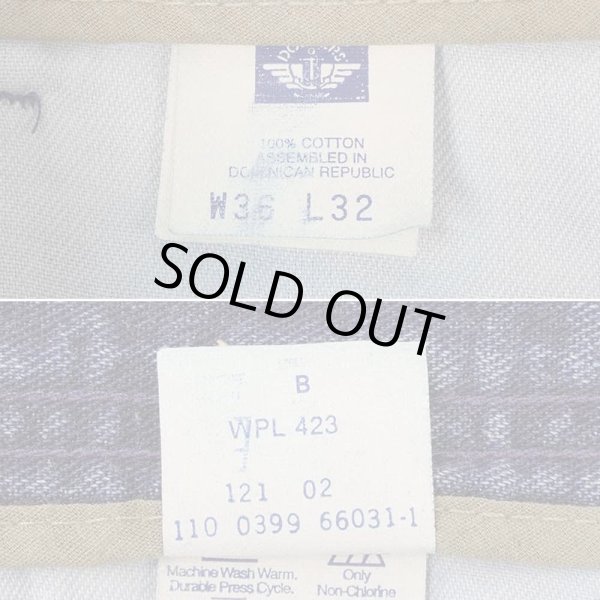 DOCKERS
100% COTTON
ASSEMBLED IN
DOMINICAN REPUBLIC
W36 L32
SOLD OUT
B
WPL 423
121 02
110 0399 66031-1
Machine Wash Warm, Only
Durable Press Cycle. Non-Chlorine